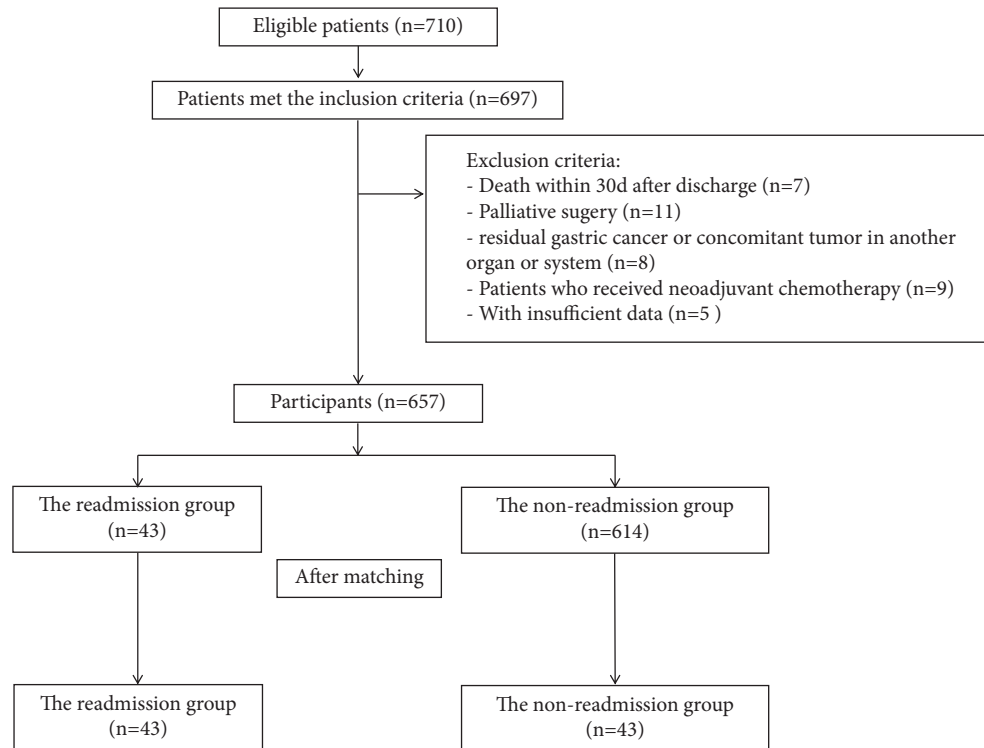 Eligible patients (n=710)
Patients met the inclusion criteria (n=697)
Exclusion criteria:
- Death within 30d after discharge (n=7)
- Palliative sugery (n=11)
- residual gastric cancer or concomitant tumor in another
organ or system (n=8)
- Patients who received neoadjuvant chemotherapy (n=9)
- With insufficient data (n=5 )
Participants (n=657)
The readmission group
(n=43)
The non-readmission group
(n=614)
After matching
The readmission group
(n=43)
The non-readmission group
(n=43)